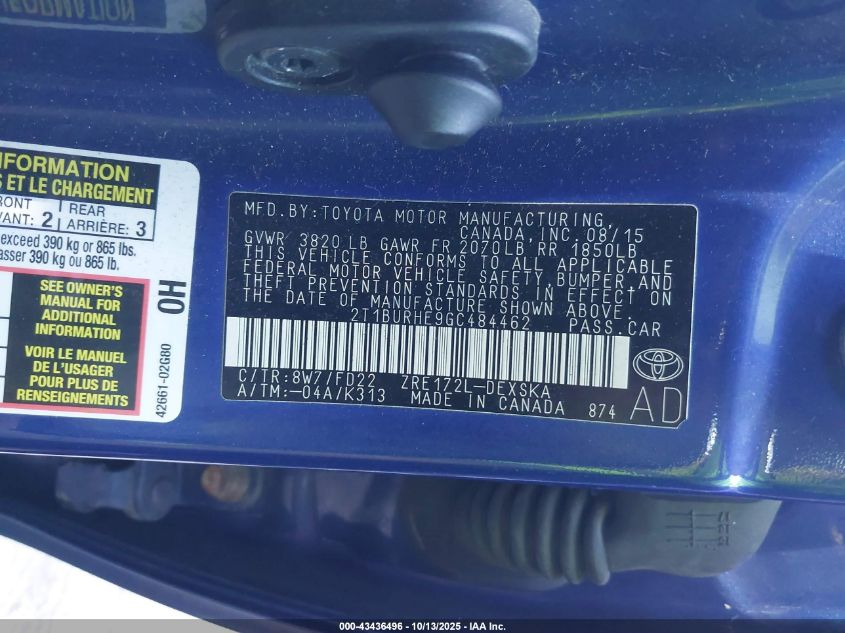 INFORMATION
MFD. BY: TOYOTA MOTOR MANUFACTURING
CANADA, INC. 08/15
GVWR 3820 LB GAWR FR 2070LB RR 1850LB
THIS VEHICLE CONFORMS TO ALL APPLICABLE
FEDERAL MOTOR VEHICLE SAFETY, BUMPER, AND
THEFT PREVENTION STANDARDS IN EFFECT ON
THE DATE OF MANUFACTURE SHOWN ABOVE.
2T1BURHE9GC484462 PASS.CAR
C/TR:8W7/FD22 ZRE172L-DEXSKA
A/TM:-04A/K313 MADE IN CANADA 874
AD
TOYOTA
INFORMATION
ET LE CHARGEMENT
REAR
2 ARRIÈRE: 3
exceed 390 kg or 865 lbs.
390 kg ou 865 lb.
SEE OWNER'S
MANUAL FOR
ADDITIONAL
INFORMATION
VOIR LE MANUEL
DE L'USAGER
POUR PLUS DE
RENSEIGNEMENTS
OH
42661-02G80
000-43436496 - 10/13/2025 - IAA Inc.